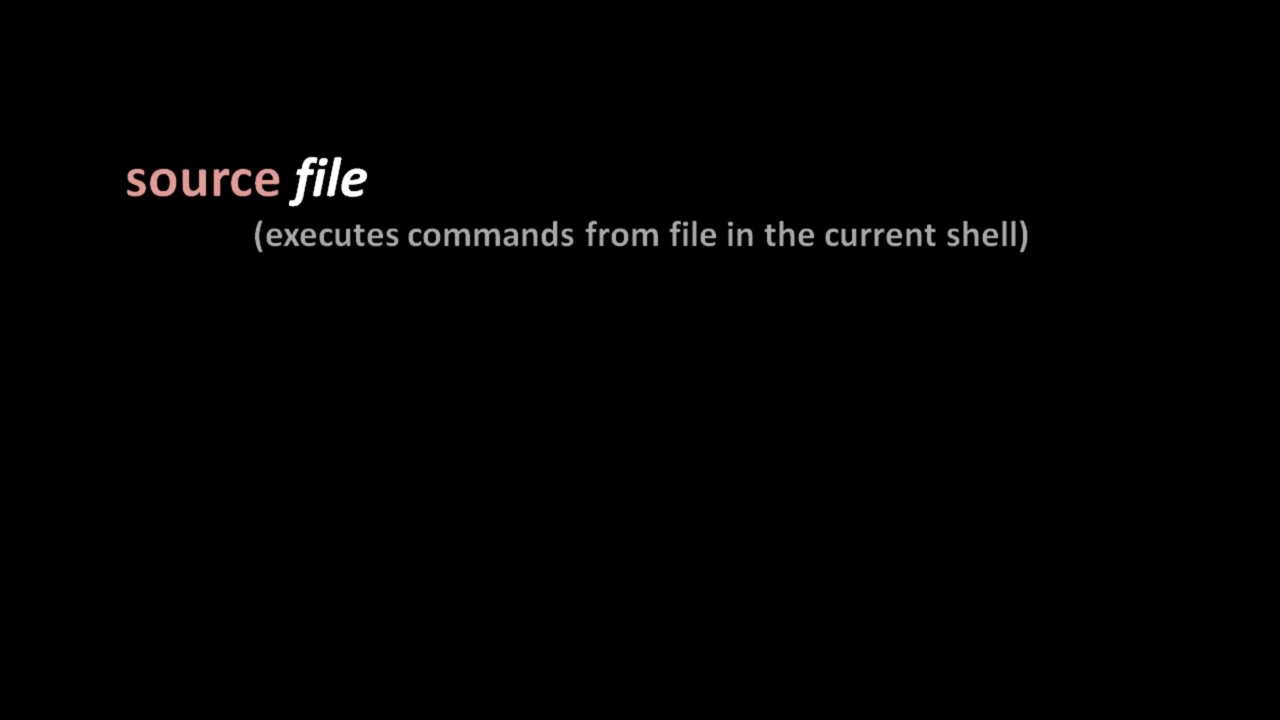 source file
(executes commands from file in the current shell)